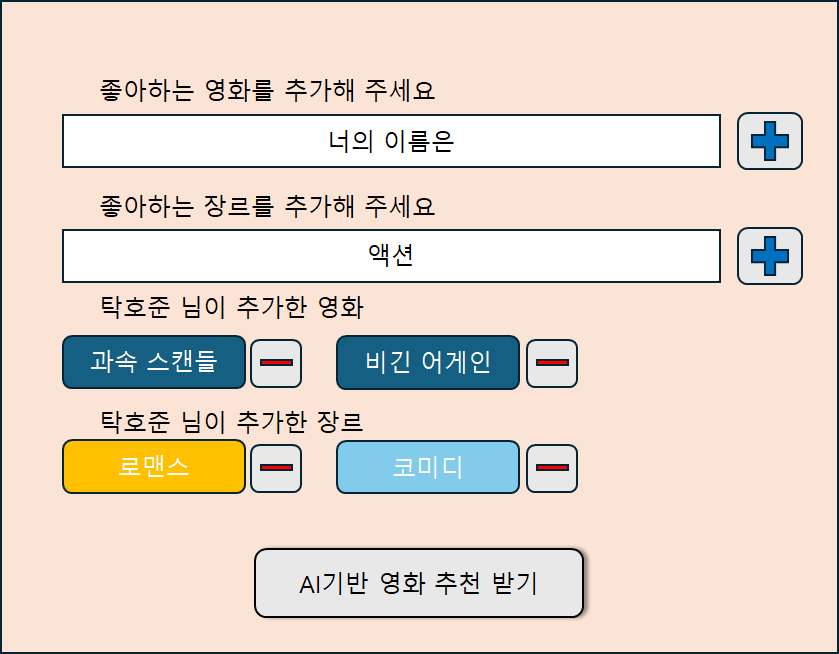 좋아하는 영화를 추가해 주세요
너의 이름은
좋아하는 장르를 추가해 주세요
액션
탁호준 님이 추가한 영화
과속 스캔들 비긴 어게인
탁호준 님이 추가한 장르
로맨스 코미디
AI기반 영화 추천 받기